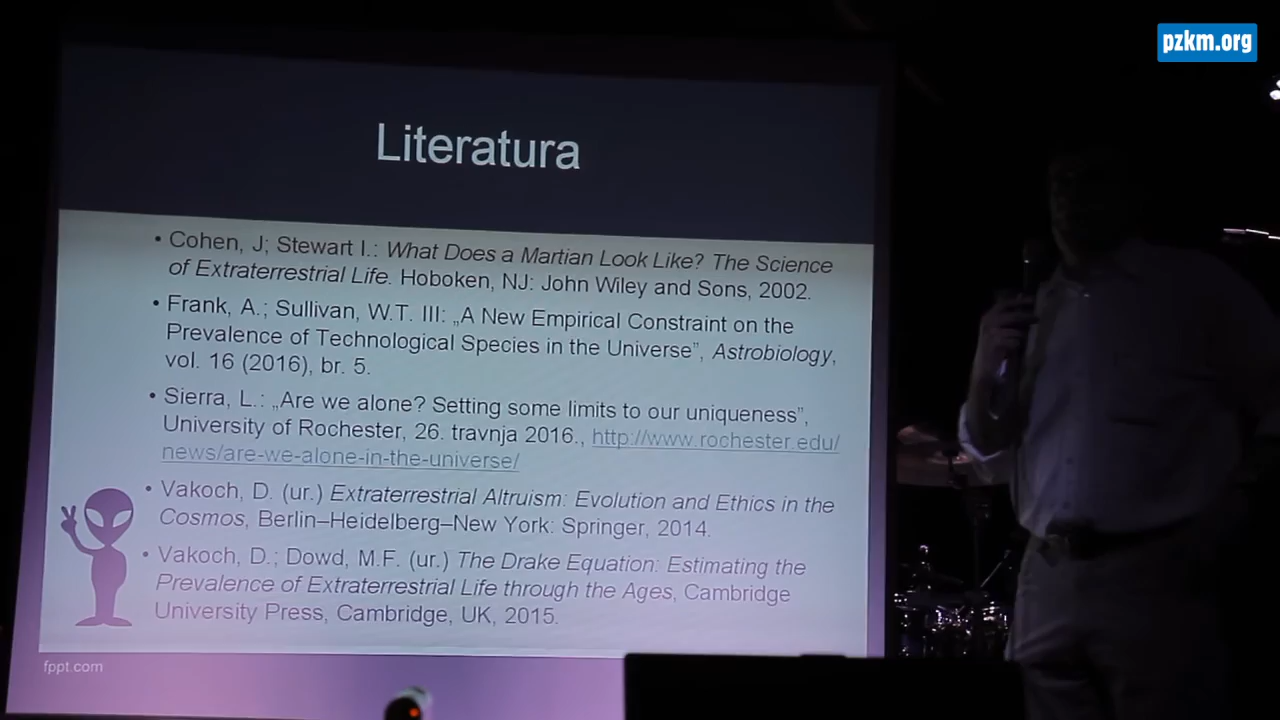 pzkm.org
Literatura
• Cohen, J; Stewart I.: What Does a Martian Look Like? The Science
of Extraterrestrial Life. Hoboken, NJ: John Wiley and Sons, 2002.
• Frank, A.; Sullivan, W.T. III: „A New Empirical Constraint on the
Prevalence of Technological Species in the Universe”, Astrobiology,
vol. 16 (2016), br. 5.
• Sierra, L.: „Are we alone? Setting some limits to our uniqueness”,
University of Rochester, 26. travnja 2016., http://www.rochester.edu/
news/are-we-alone-in-the-universe/
• Vakoch, D. (ur.) Extraterrestrial Altruism: Evolution and Ethics in the
Cosmos, Berlin–Heidelberg–New York: Springer, 2014.
• Vakoch, D.; Dowd, M.F. (ur.) The Drake Equation: Estimating the
Prevalence of Extraterrestrial Life through the Ages, Cambridge
University Press, Cambridge, UK, 2015.
fppt.com